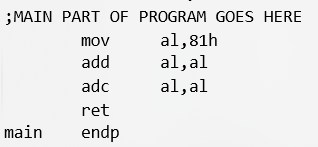 ;MAIN PART OF PROGRAM GOES HERE
mov al,81h
add al,al
adc al,al
ret
main endp